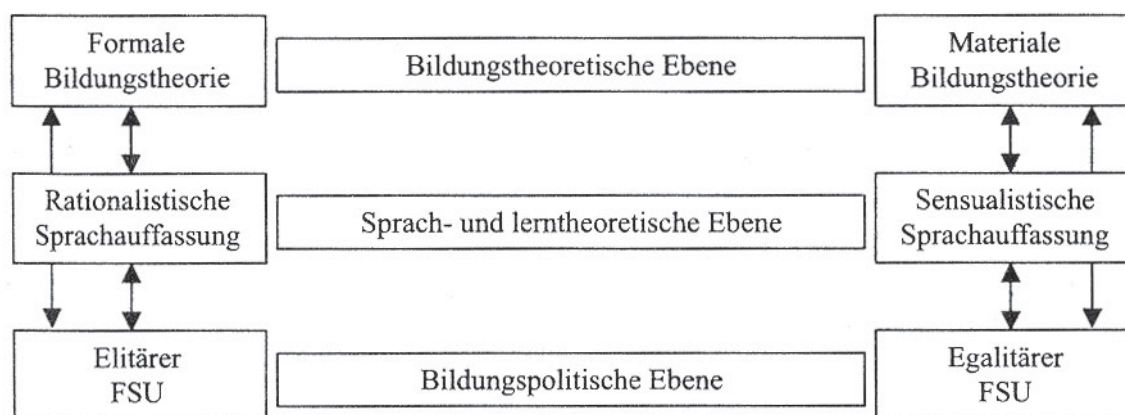 Formale
Bildungstheorie
Bildungstheoretische Ebene
Materiale
Bildungstheorie
Rationalistische
Sprachauffassung
Sprach- und lerntheoretische Ebene
Sensualistische
Sprachauffassung
Elitärer
FSU
Bildungspolitische Ebene
Egalitärer
FSU